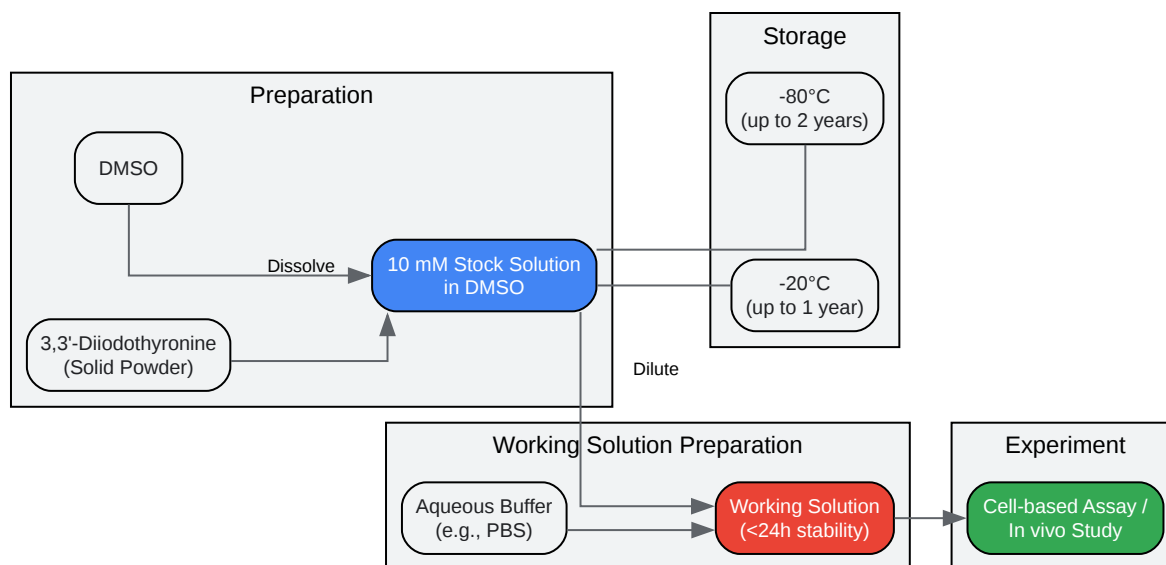 Storage
-80°C
(up to 2 years)
Preparation
DMSO
Dissolve
10 mM Stock Solution
in DMSO
-20°C
(up to 1 year)
3,3'-Diiodothyronine
(Solid Powder)
Dilute
Working Solution Preparation
Aqueous Buffer
(e.g., PBS)
Working Solution
(<24h stability)
Experiment
Cell-based Assay /
In vivo Study